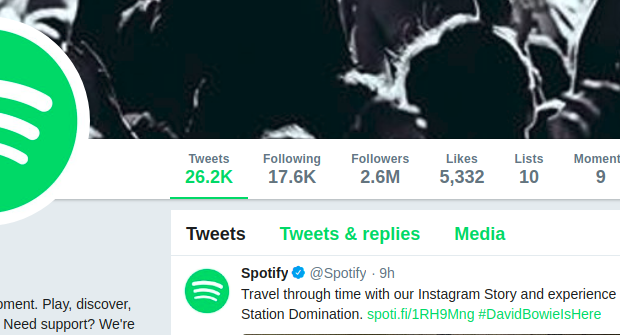 Tweets Following Followers Likes Lists Moment
26.2K 17.6K 2.6M 5,332 10 9
Tweets Tweets & replies Media
Spotify @Spotify · 9h
Travel through time with our Instagram Story and experience
Station Domination. spoti.fi/1RH9Mng #DavidBowieIsHere
oment. Play, discover,
Need support? We're